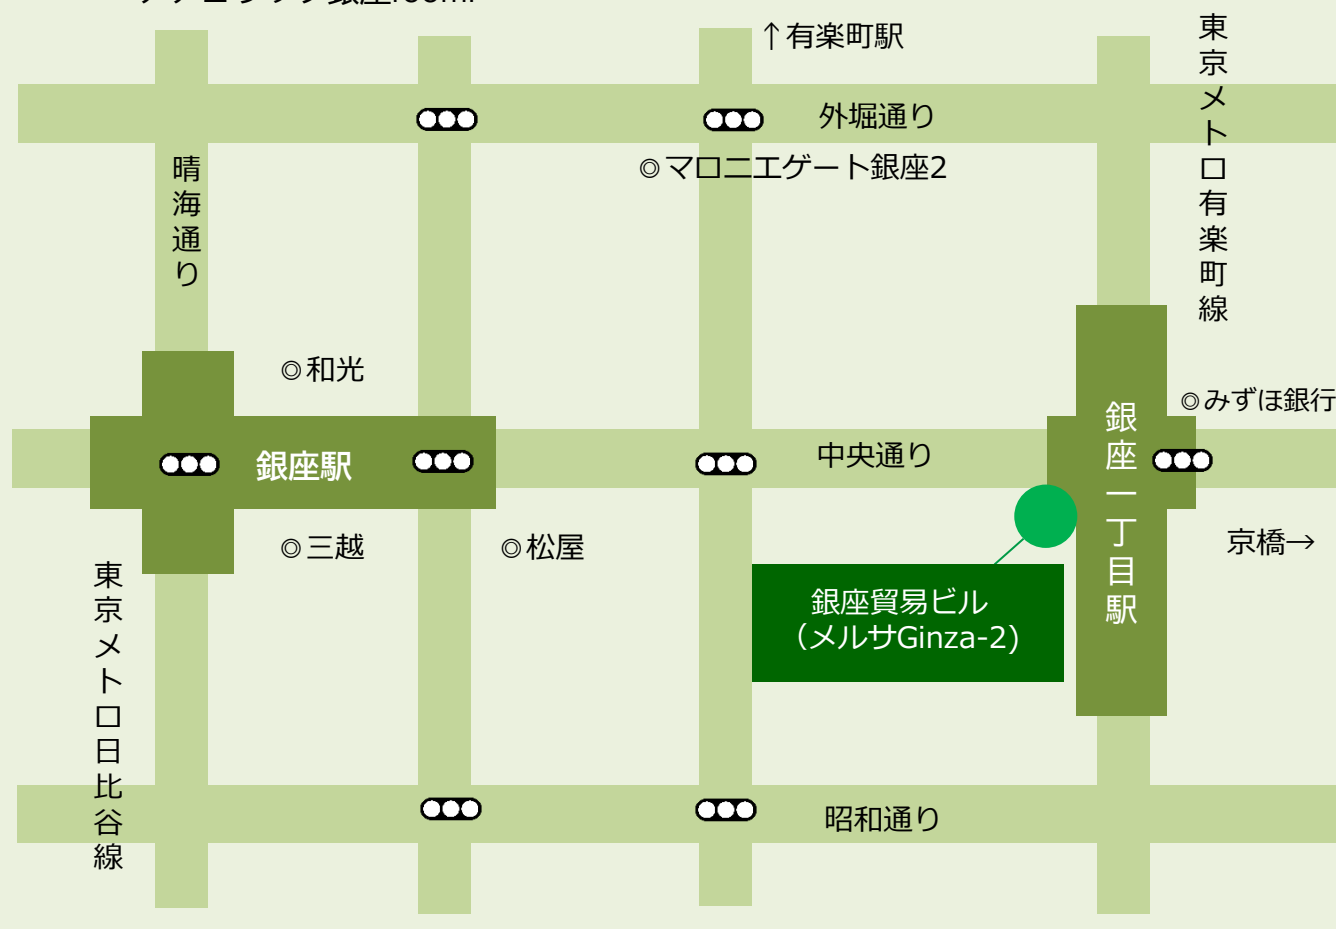 ↑有楽町駅
東京メトロ有楽町線
外堀通り
◎マロニエゲート銀座2
晴海通り
◎和光
◎みずほ銀行
銀座駅
中央通り
銀座一丁目駅
◎三越
◎松屋
京橋→
東京メトロ日比谷線
銀座貿易ビル
（メルサGinza-2)
昭和通り